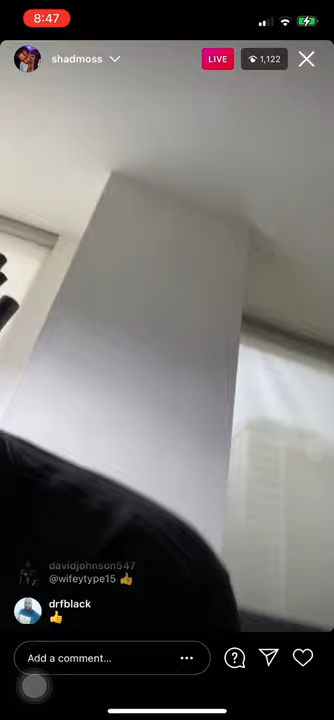 8:47
shadmoss
LIVE
1,122
davidjohnson547
@wifeytype15 👍
drfblack
👍
Add a comment...